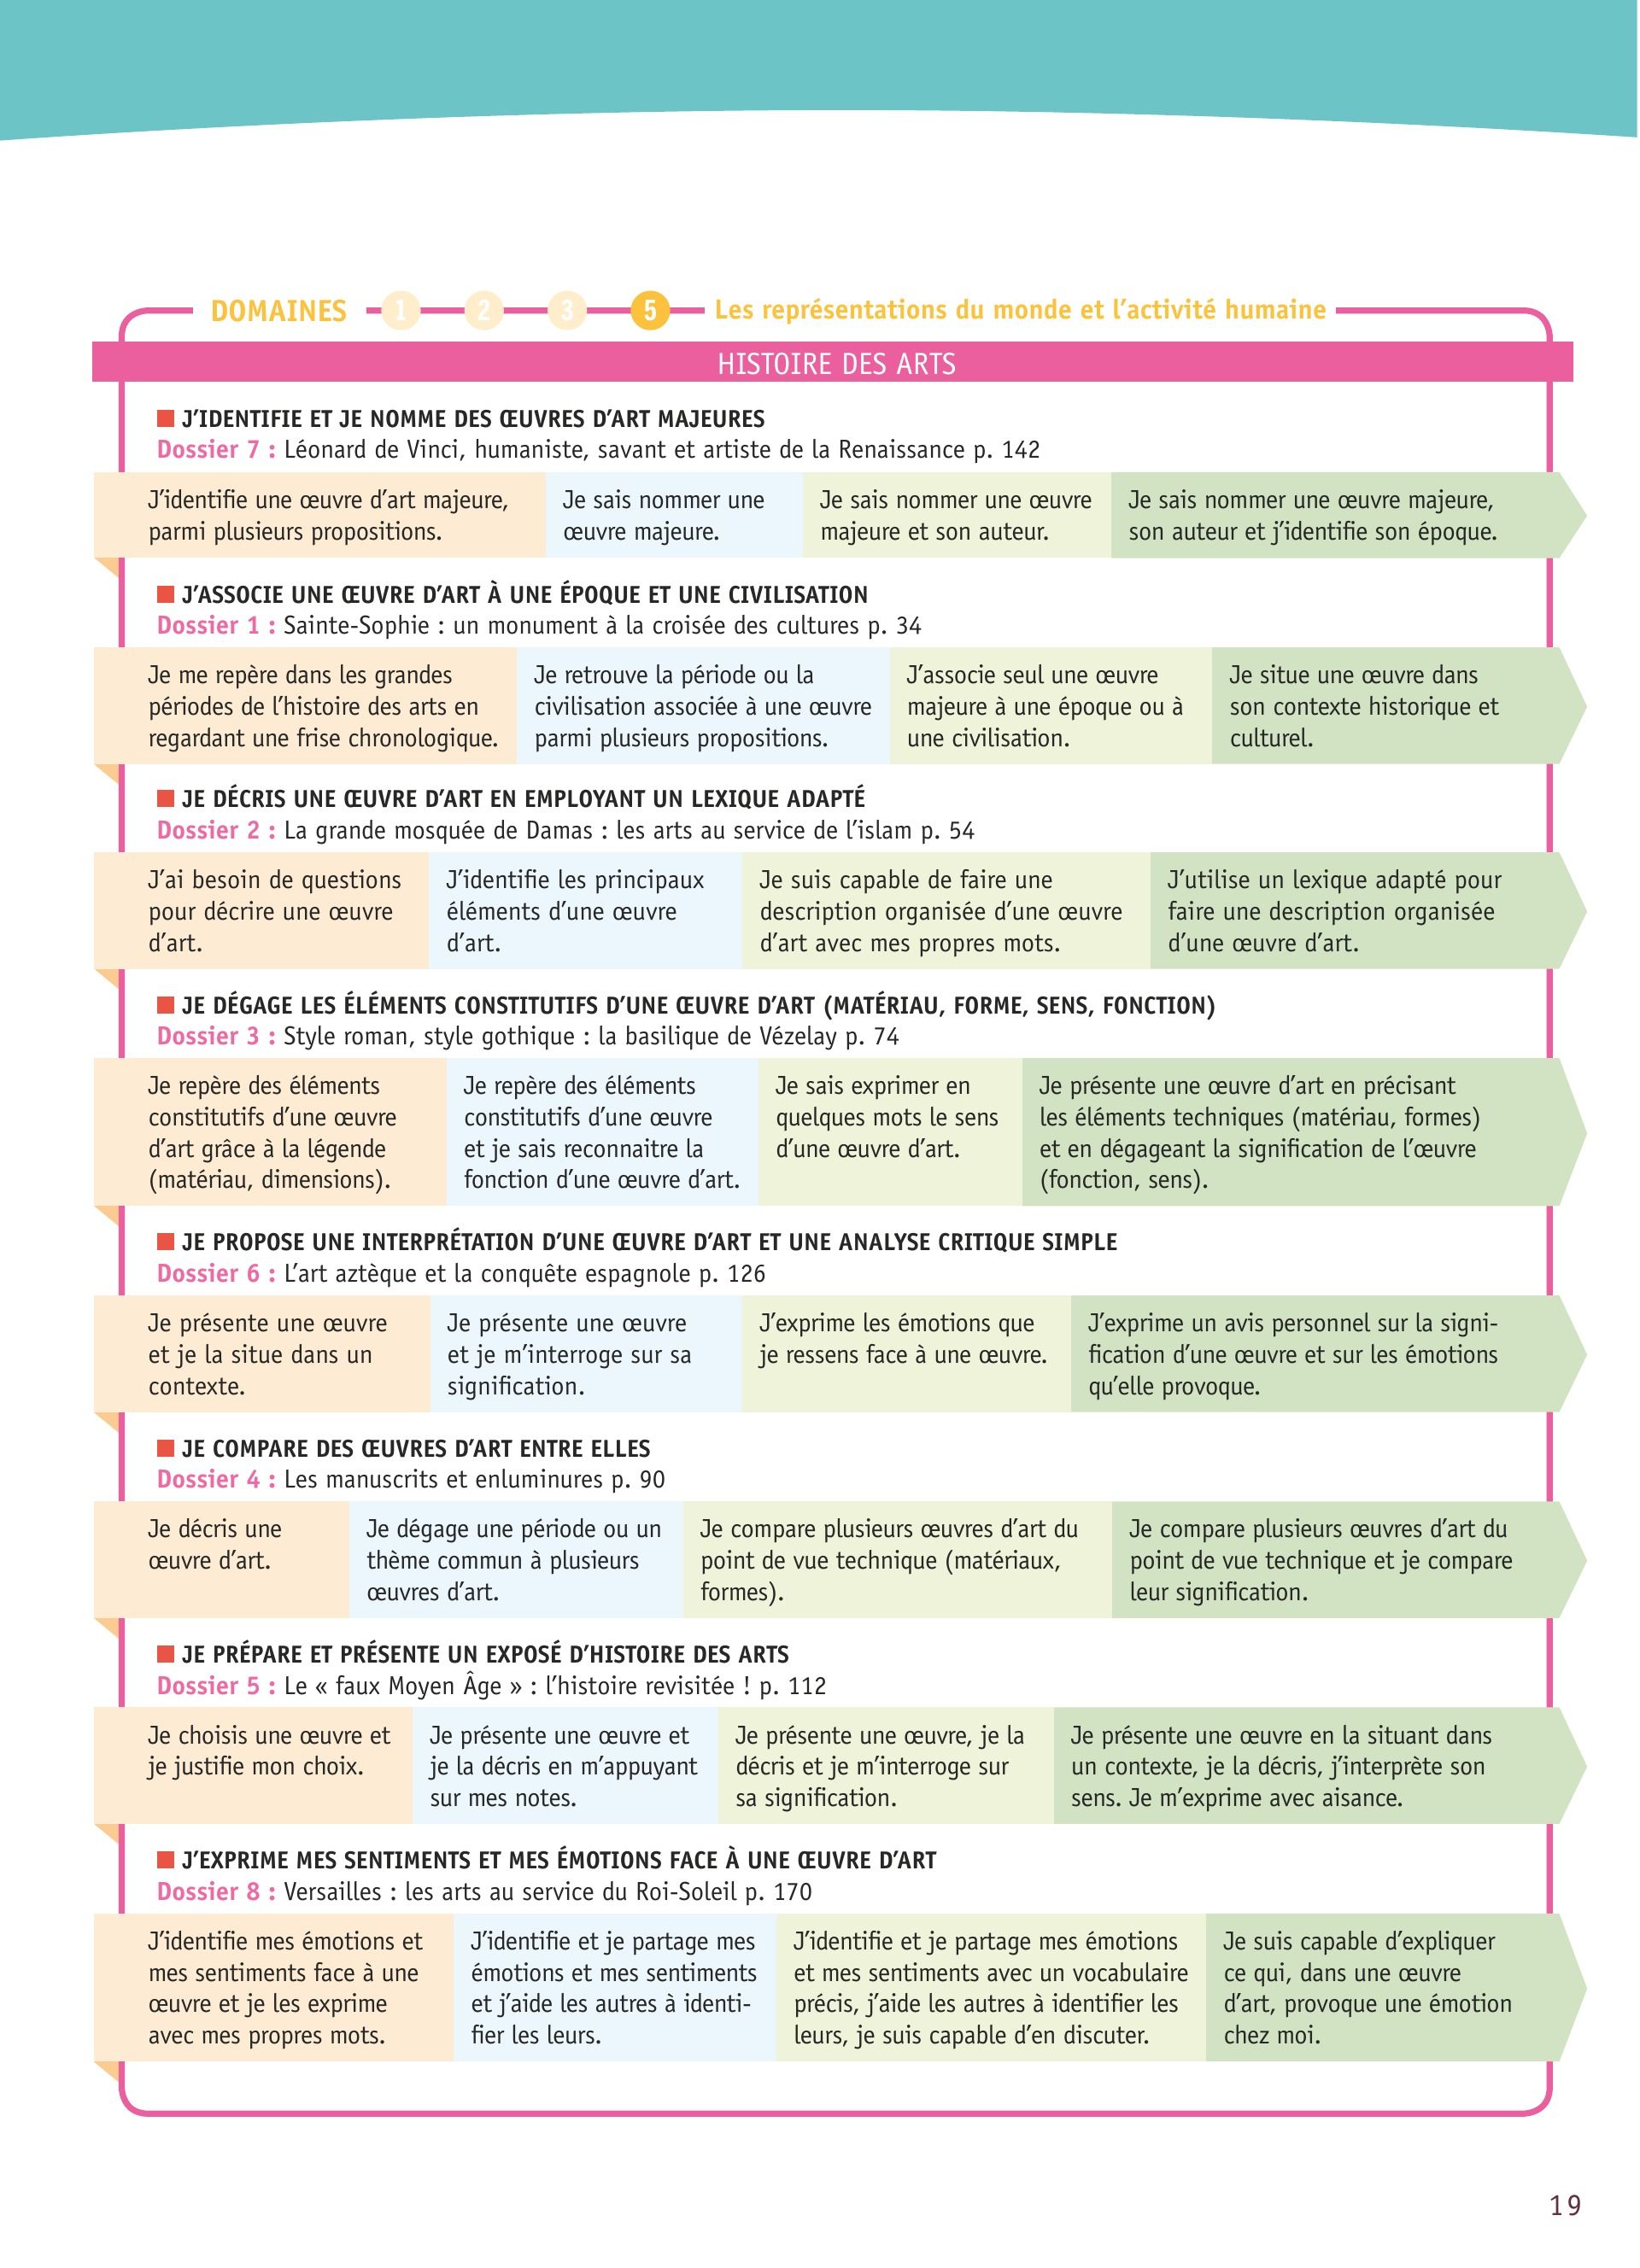 DOMAINES 1 2 3 5 Les représentations du monde et l’activité humaine
HISTOIRE DES ARTS
J’IDENTIFIE ET JE NOMME DES ŒUVRES D’ART MAJEURES
Dossier 7 : Léonard de Vinci, humaniste, savant et artiste de la Renaissance p. 142
J’identifie une œuvre d’art majeure,
parmi plusieurs propositions.
Je sais nommer une
œuvre majeure.
Je sais nommer une œuvre
majeure et son auteur.
Je sais nommer une œuvre majeure,
son auteur et j’identifie son époque.
J’ASSOCIE UNE ŒUVRE D’ART À UNE ÉPOQUE ET UNE CIVILISATION
Dossier 1 : Sainte-Sophie : un monument à la croisée des cultures p. 34
Je me repère dans les grandes
périodes de l’histoire des arts en
regardant une frise chronologique.
Je retrouve la période ou la
civilisation associée à une œuvre
parmi plusieurs propositions.
J’associe seul une œuvre
majeure à une époque ou à
une civilisation.
Je situe une œuvre dans
son contexte historique et
culturel.
JE DÉCRIS UNE ŒUVRE D’ART EN EMPLOYANT UN LEXIQUE ADAPTÉ
Dossier 2 : La grande mosquée de Damas : les arts au service de l’islam p. 54
J’ai besoin de questions
pour décrire une œuvre
d’art.
J’identifie les principaux
éléments d’une œuvre
d’art.
Je suis capable de faire une
description organisée d’une œuvre
d’art avec mes propres mots.
J’utilise un lexique adapté pour
faire une description organisée
d’une œuvre d’art.
JE DÉGAGE LES ÉLÉMENTS CONSTITUTIFS D’UNE ŒUVRE D’ART (MATÉRIAU, FORME, SENS, FONCTION)
Dossier 3 : Style roman, style gothique : la basilique de Vézelay p. 74
Je repère des éléments
constitutifs d’une œuvre
d’art grâce à la légende
(matériau, dimensions).
Je repère des éléments
constitutifs d’une œuvre
et je sais reconnaitre la
fonction d’une œuvre d’art.
Je sais exprimer en
quelques mots le sens
d’une œuvre d’art.
Je présente une œuvre d’art en précisant
les éléments techniques (matériau, formes)
et en dégageant la signification de l’œuvre
(fonction, sens).
JE PROPOSE UNE INTERPRÉTATION D’UNE ŒUVRE D’ART ET UNE ANALYSE CRITIQUE SIMPLE
Dossier 6 : L’art aztèque et la conquête espagnole p. 126
Je présente une œuvre
et je la situe dans un
contexte.
Je présente une œuvre
et je m’interroge sur sa
signification.
J’exprime les émotions que
je ressens face à une œuvre.
J’exprime un avis personnel sur la signi-
fication d’une œuvre et sur les émotions
qu’elle provoque.
JE COMPARE DES ŒUVRES D’ART ENTRE ELLES
Dossier 4 : Les manuscrits et enluminures p. 90
Je décris une
œuvre d’art.
Je dégage une période ou un
thème commun à plusieurs
œuvres d’art.
Je compare plusieurs œuvres d’art du
point de vue technique (matériaux,
formes).
Je compare plusieurs œuvres d’art du
point de vue technique et je compare
leur signification.
JE PRÉPARE ET PRÉSENTE UN EXPOSÉ D’HISTOIRE DES ARTS
Dossier 5 : Le « faux Moyen Âge » : l’histoire revisitée ! p. 112
Je choisis une œuvre et
je justifie mon choix.
Je présente une œuvre et
je la décris en m’appuyant
sur mes notes.
Je présente une œuvre, je la
décris et je m’interroge sur
sa signification.
Je présente une œuvre en la situant dans
un contexte, je la décris, j’interprète son
sens. Je m’exprime avec aisance.
J’EXPRIME MES SENTIMENTS ET MES ÉMOTIONS FACE À UNE ŒUVRE D’ART
Dossier 8 : Versailles : les arts au service du Roi-Soleil p. 170
J’identifie mes émotions et
mes sentiments face à une
œuvre et je les exprime
avec mes propres mots.
J’identifie et je partage mes
émotions et mes sentiments
et j’aide les autres à identi-
fier les leurs.
J’identifie et je partage mes émotions
et mes sentiments avec un vocabulaire
précis, j’aide les autres à identifier les
leurs, je suis capable d’en discuter.
Je suis capable d’expliquer
ce qui, dans une œuvre
d’art, provoque une émotion
chez moi.
19